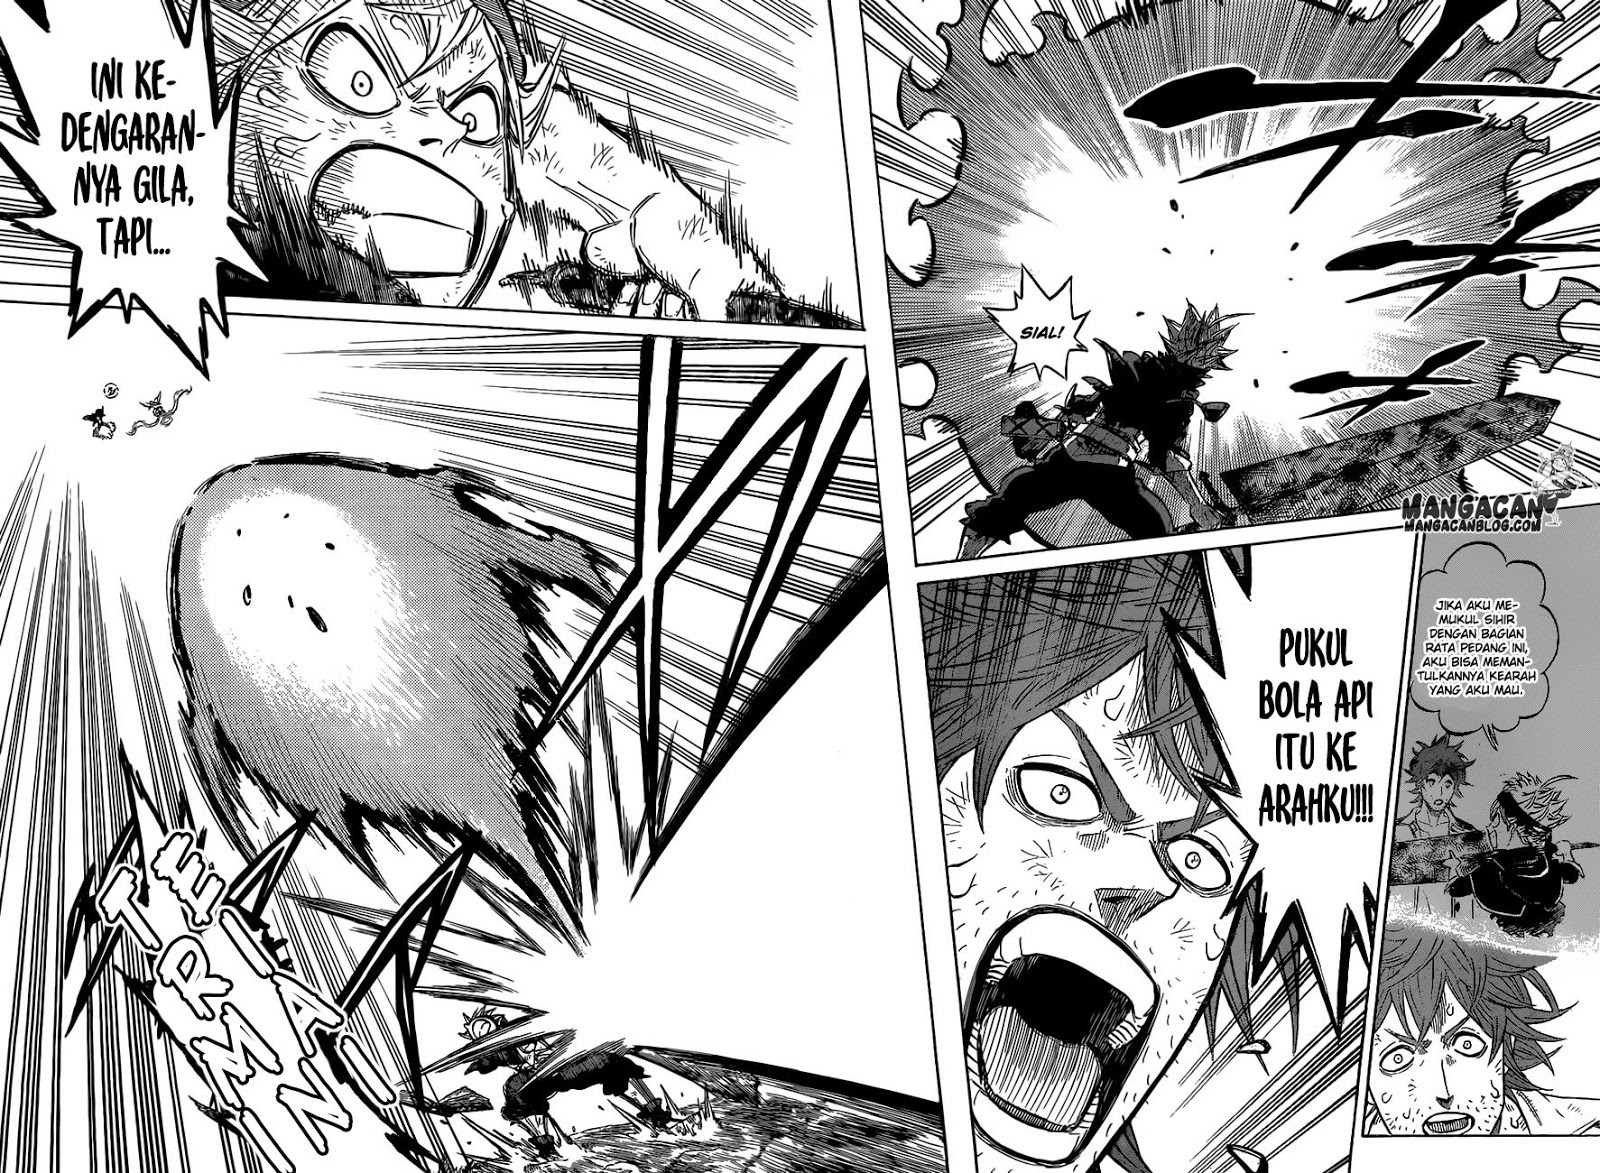 SIAL!
MANGACAN
MANGACANBLOG.COM
JIKA AKU ME-
MUKUL SIHIR
DENGAN BAGIAN
RATA PEDANG INI,
AKU BISA MEMAN-
TULKANNYA KEARAH
YANG AKU MAU.
PUKUL
BOLA API
ITU KE
ARAHKU!!!
INI KE-
DENGARAN-
NYA GILA,
TAPI...
TERIMA
INI